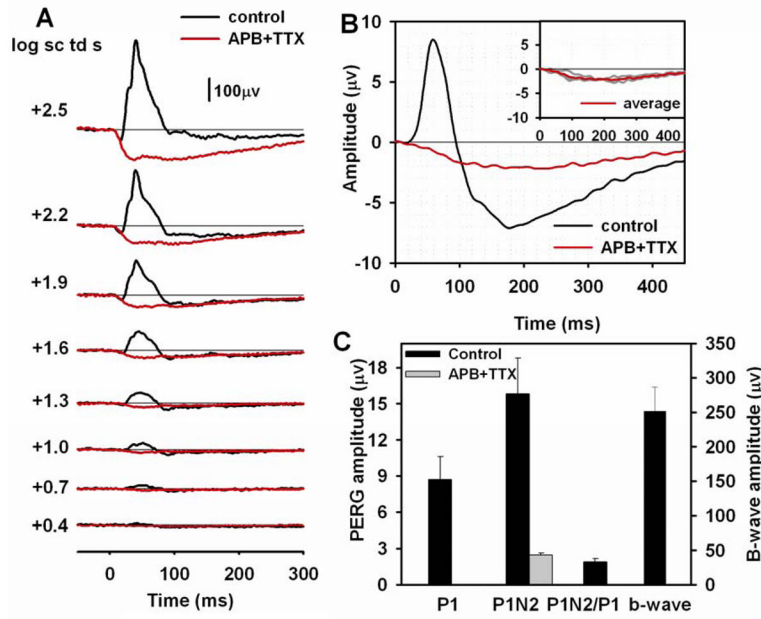 A
control
APB+TTX
log sc td s
100μv
+2.5
+2.2
+1.9
+1.6
+1.3
+1.0
+0.7
+0.4
0 100 200 300
Time (ms)
B
10
5
0
-5
-10
Amplitude (μv)
control
APB+TTX
0 100 200 300 400
Time (ms)
5
0
-5
-10
average
0 100 200 300 400
C
Control
APB+TTX
18
15
12
9
6
3
0
PERG amplitude (μv)
350
300
250
200
150
100
50
0
B-wave amplitude (μv)
P1 P1N2 P1N2/P1 b-wave